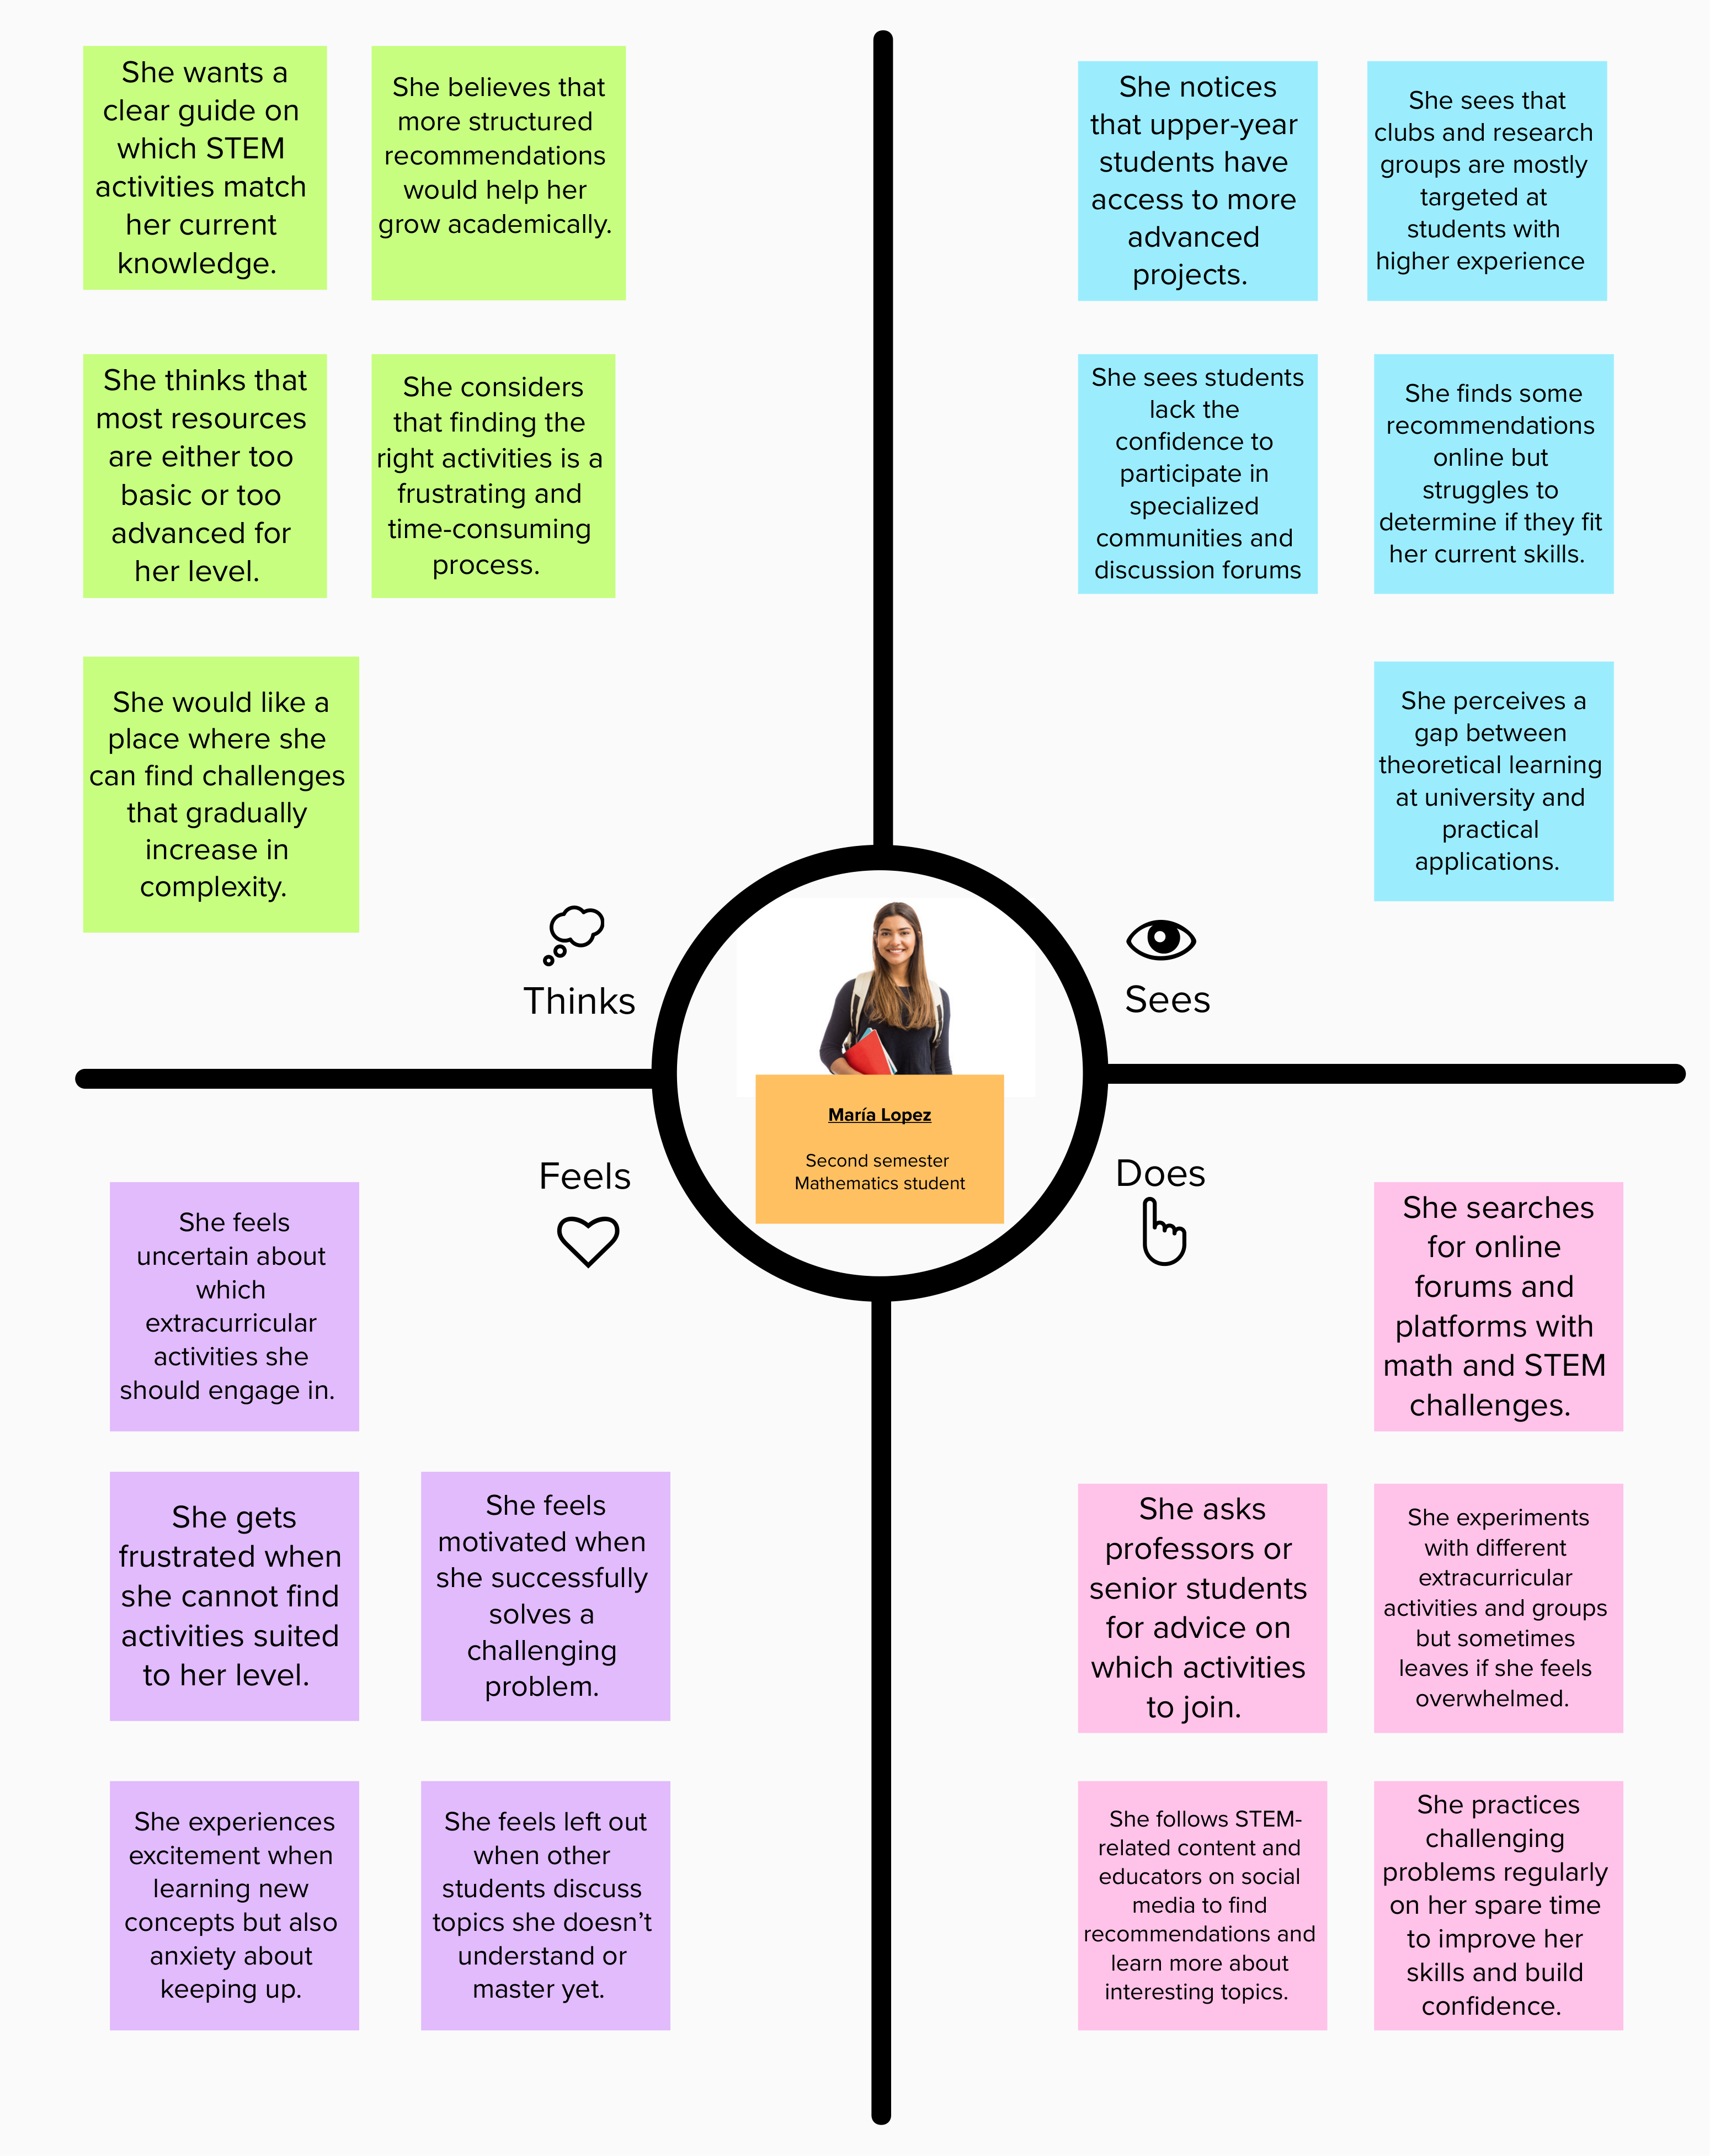 She wants a
clear guide on
which STEM
activities match
her current
knowledge.
She believes that
more structured
recommendations
would help her
grow academically.
She thinks that
most resources
are either too
basic or too
advanced for
her level.
She considers
that finding the
right activities is a
frustrating and
time-consuming
process.
She would like a
place where she
can find challenges
that gradually
increase in
complexity.
Thinks
She notices
that upper-year
students have
access to more
advanced
projects.
She sees that
clubs and research
groups are mostly
targeted at
students with
higher experience
She sees students
lack the
confidence to
participate in
specialized
communities and
discussion forums
She finds some
recommendations
online but
struggles to
determine if they fit
her current skills.
She perceives a
gap between
theoretical learning
at university and
practical
applications.
Sees
María Lopez
Second semester
Mathematics student
Feels
She feels
uncertain about
which
extracurricular
activities she
should engage in.
She gets
frustrated when
she cannot find
activities suited
to her level.
She feels
motivated when
she successfully
solves a
challenging
problem.
She experiences
excitement when
learning new
concepts but also
anxiety about
keeping up.
She feels left out
when other
students discuss
topics she doesn't
understand or
master yet.
Does
She searches
for online
forums and
platforms with
math and STEM
challenges.
She asks
professors or
senior students
for advice on
which activities
to join.
She experiments
with different
extracurricular
activities and groups
but sometimes
leaves if she feels
overwhelmed.
She follows STEM-
related content and
educators on social
media to find
recommendations and
learn more about
interesting topics.
She practices
challenging
problems regularly
on her spare time
to improve her
skills and build
confidence.